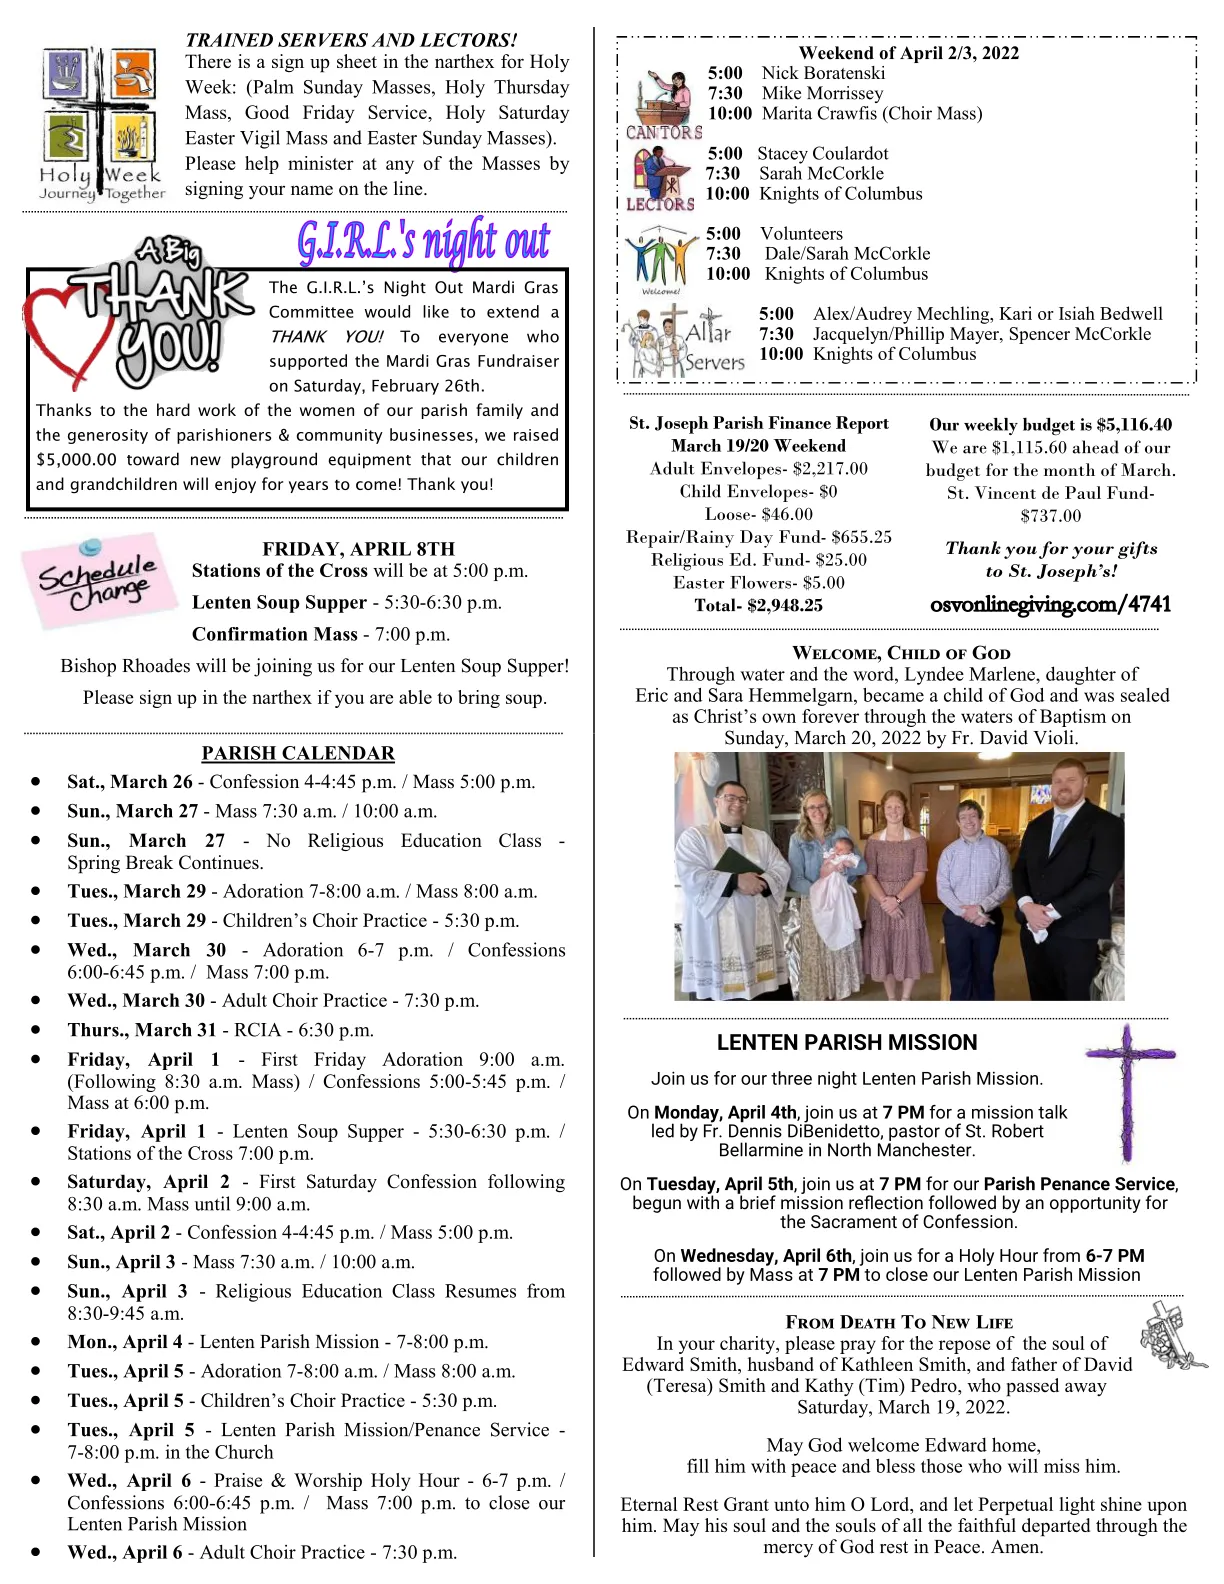 TRAINED SERVERS AND LECTORS!
There is a sign up sheet in the narthex for Holy
Week: (Palm Sunday Masses, Holy Thursday
Mass, Good Friday Service, Holy Saturday
Easter Vigil Mass and Easter Sunday Masses).
Please help minister at any of the Masses by
signing your name on the line.
Holy Week
Journey Together
G.I.R.L.'s night out
A Big
THANK
YOU!
The G.I.R.L.'s Night Out Mardi Gras
Committee would like to extend a
THANK YOU! To everyone who
supported the Mardi Gras Fundraiser
on Saturday, February 26th.
Thanks to the hard work of the women of our parish family and
the generosity of parishioners & community businesses, we raised
$5,000.00 toward new playground equipment that our children
and grandchildren will enjoy for years to come! Thank you!
Schedule
Change
FRIDAY, APRIL 8TH
Stations of the Cross will be at 5:00 p.m.
Lenten Soup Supper - 5:30-6:30 p.m.
Confirmation Mass - 7:00 p.m.
Bishop Rhoades will be joining us for our Lenten Soup Supper!
Please sign up in the narthex if you are able to bring soup.
PARISH CALENDAR
• Sat., March 26 - Confession 4-4:45 p.m. / Mass 5:00 p.m.
• Sun., March 27 - Mass 7:30 a.m. / 10:00 a.m.
• Sun., March 27 - No Religious Education Class -
Spring Break Continues.
• Tues., March 29 - Adoration 7-8:00 a.m. / Mass 8:00 a.m.
• Tues., March 29 - Children's Choir Practice - 5:30 p.m.
• Wed., March 30 - Adoration 6-7 p.m. / Confessions
6:00-6:45 p.m. / Mass 7:00 p.m.
• Wed., March 30 - Adult Choir Practice - 7:30 p.m.
• Thurs., March 31 - RCIA - 6:30 p.m.
• Friday, April 1 - First Friday Adoration 9:00 a.m.
(Following 8:30 a.m. Mass) / Confessions 5:00-5:45 p.m. /
Mass at 6:00 p.m.
• Friday, April 1 - Lenten Soup Supper - 5:30-6:30 p.m. /
Stations of the Cross 7:00 p.m.
• Saturday, April 2 - First Saturday Confession following
8:30 a.m. Mass until 9:00 a.m.
• Sat., April 2 - Confession 4-4:45 p.m. / Mass 5:00 p.m.
• Sun., April 3 - Mass 7:30 a.m. / 10:00 a.m.
• Sun., April 3 - Religious Education Class Resumes from
8:30-9:45 a.m.
• Mon., April 4 - Lenten Parish Mission - 7-8:00 p.m.
• Tues., April 5 - Adoration 7-8:00 a.m. / Mass 8:00 a.m.
• Tues., April 5 - Children's Choir Practice - 5:30 p.m.
• Tues., April 5 - Lenten Parish Mission/Penance Service -
7-8:00 p.m. in the Church
• Wed., April 6 - Praise & Worship Holy Hour - 6-7 p.m. /
Confessions 6:00-6:45 p.m. / Mass 7:00 p.m. to close our
Lenten Parish Mission
• Wed., April 6 - Adult Choir Practice - 7:30 p.m.
Weekend of April 2/3, 2022
CANTORS
5:00 Nick Boratenski
7:30 Mike Morrissey
10:00 Marita Crawfis (Choir Mass)
LECTORS
5:00 Stacey Coulardot
7:30 Sarah McCorkle
10:00 Knights of Columbus
Welcome!
5:00 Volunteers
7:30 Dale/Sarah McCorkle
10:00 Knights of Columbus
Altar
Servers
5:00 Alex/Audrey Mechling, Kari or Isiah Bedwell
7:30 Jacquelyn/Phillip Mayer, Spencer McCorkle
10:00 Knights of Columbus
St. Joseph Parish Finance Report
March 19/20 Weekend
Adult Envelopes- $2,217.00
Child Envelopes- $0
Loose- $46.00
Repair/Rainy Day Fund- $655.25
Religious Ed. Fund- $25.00
Easter Flowers- $5.00
Total- $2,948.25
Our weekly budget is $5,116.40
We are $1,115.60 ahead of our
budget for the month of March.
St. Vincent de Paul Fund-
$737.00
Thank you for your gifts
to St. Joseph's!
osvonlinegiving.com/4741
WELCOME, CHILD OF GOD
Through water and the word, Lyndee Marlene, daughter of
Eric and Sara Hemmelgarn, became a child of God and was sealed
as Christ's own forever through the waters of Baptism on
Sunday, March 20, 2022 by Fr. David Violi.
LENTEN PARISH MISSION
Join us for our three night Lenten Parish Mission.
On Monday, April 4th, join us at 7 PM for a mission talk
led by Fr. Dennis DiBenidetto, pastor of St. Robert
Bellarmine in North Manchester.
On Tuesday, April 5th, join us at 7 PM for our Parish Penance Service,
begun with a brief mission reflection followed by an opportunity for
the Sacrament of Confession.
On Wednesday, April 6th, join us for a Holy Hour from 6-7 PM
followed by Mass at 7 PM to close our Lenten Parish Mission
FROM DEATH TO NEW LIFE
In your charity, please pray for the repose of the soul of
Edward Smith, husband of Kathleen Smith, and father of David
(Teresa) Smith and Kathy (Tim) Pedro, who passed away
Saturday, March 19, 2022.
May God welcome Edward home,
fill him with peace and bless those who will miss him.
Eternal Rest Grant unto him O Lord, and let Perpetual light shine upon
him. May his soul and the souls of all the faithful departed through the
mercy of God rest in Peace. Amen.